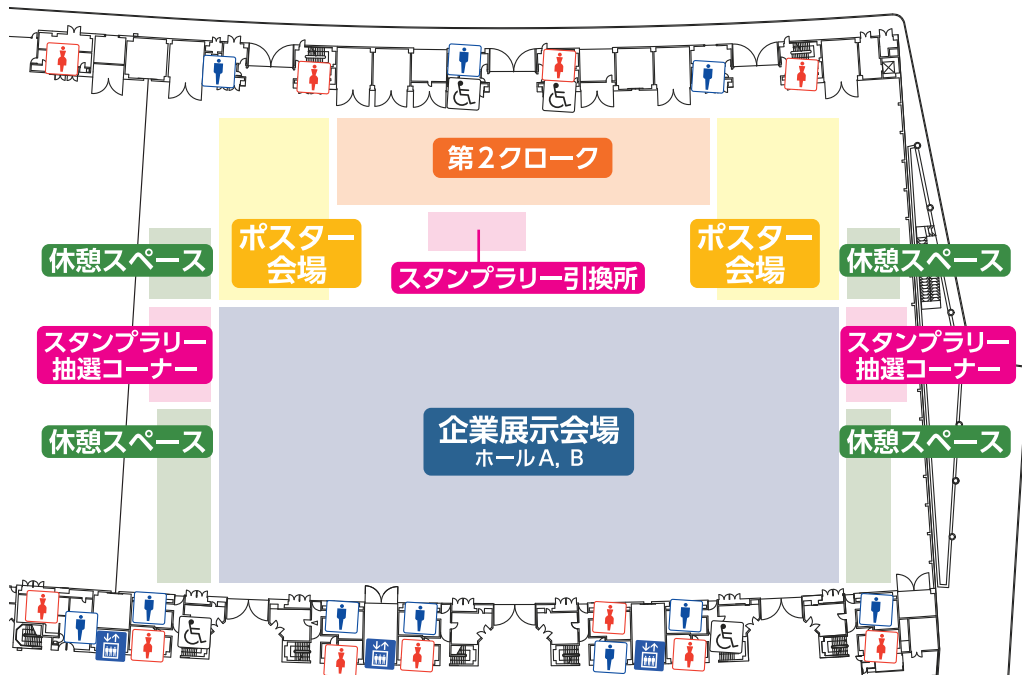 第2クローク
ポスター
会場
ポスター
会場
休憩スペース
スタンプラリー引換所
休憩スペース
スタンプラリー
抽選コーナー
スタンプラリー
抽選コーナー
企業展示会場
ホールA, B
休憩スペース
休憩スペース